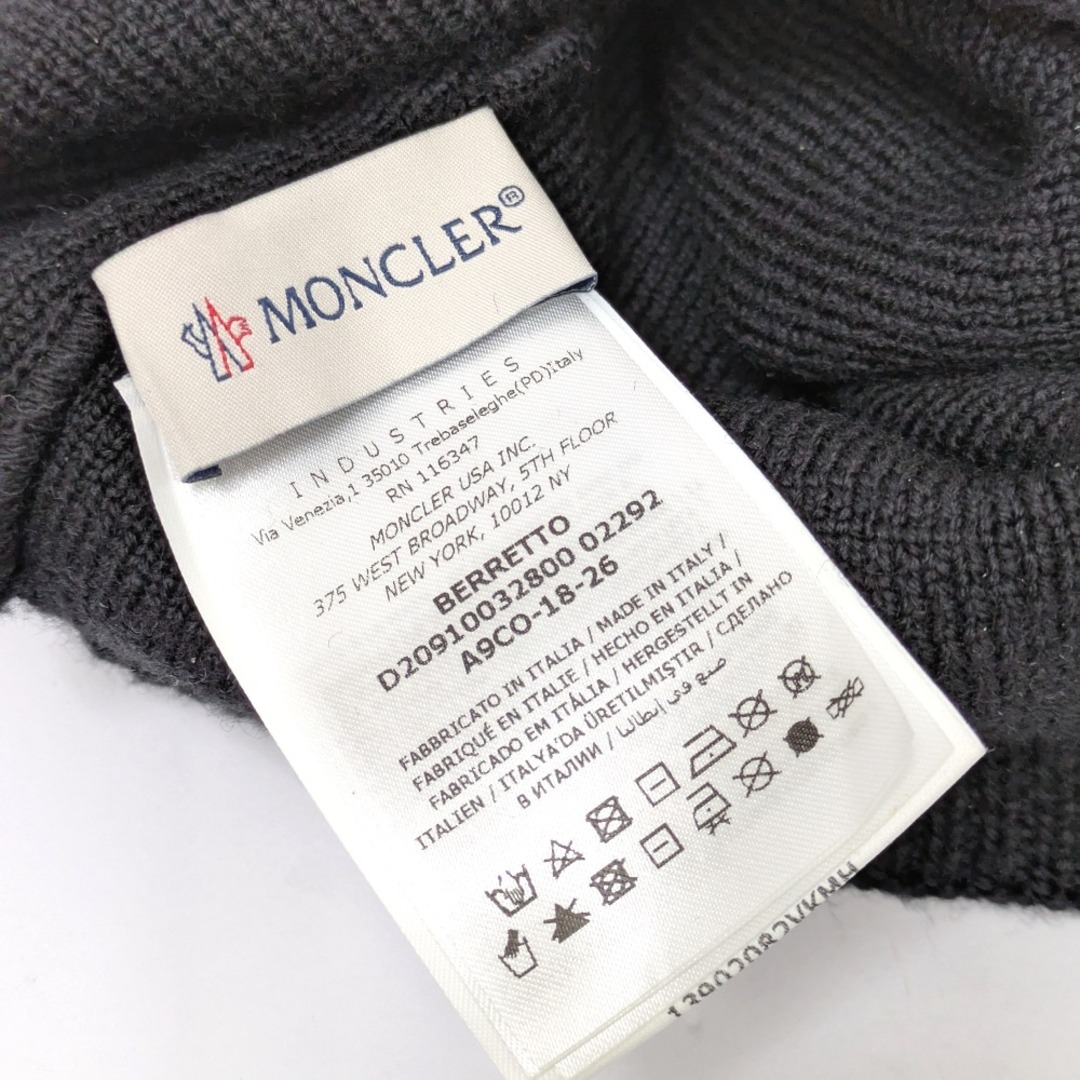 MONCLER®
INDUSTRIES
Via Venezia,1 35010 Trebaseleghe(PD)Italy
RN 116347
MONCLER USA INC.
375 WEST BROADWAY, 5TH FLOOR
NEW YORK, 10012 NY
BERRETTO
D20910032800 02292
A9CO-18-26
FABBRICATO IN ITALIA / MADE IN ITALY /
FABRIQUÉ EN ITALIE / HECHO EN ITALIA /
FABRICADO EM ITÁLIA / HERGESTELLT IN
ITALIEN / ITALYA'DA ÜRETILMIŞTIR / СДЕЛАНО
В ИТАЛИИ / صنع في إيطاليا